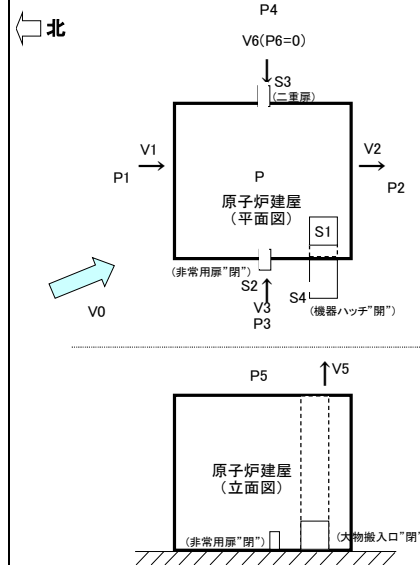 北
P4
V6(P6=0)
S3
(二重扉)
V1
V2
P1
P
P2
原子炉建屋
(平面図)
S1
(非常用扉"閉")
S2
S4
V3
(機器ハッチ"開")
V0
P3
P5
V5
原子炉建屋
(立面図)
(非常用扉"閉")
(大物搬入口"閉")